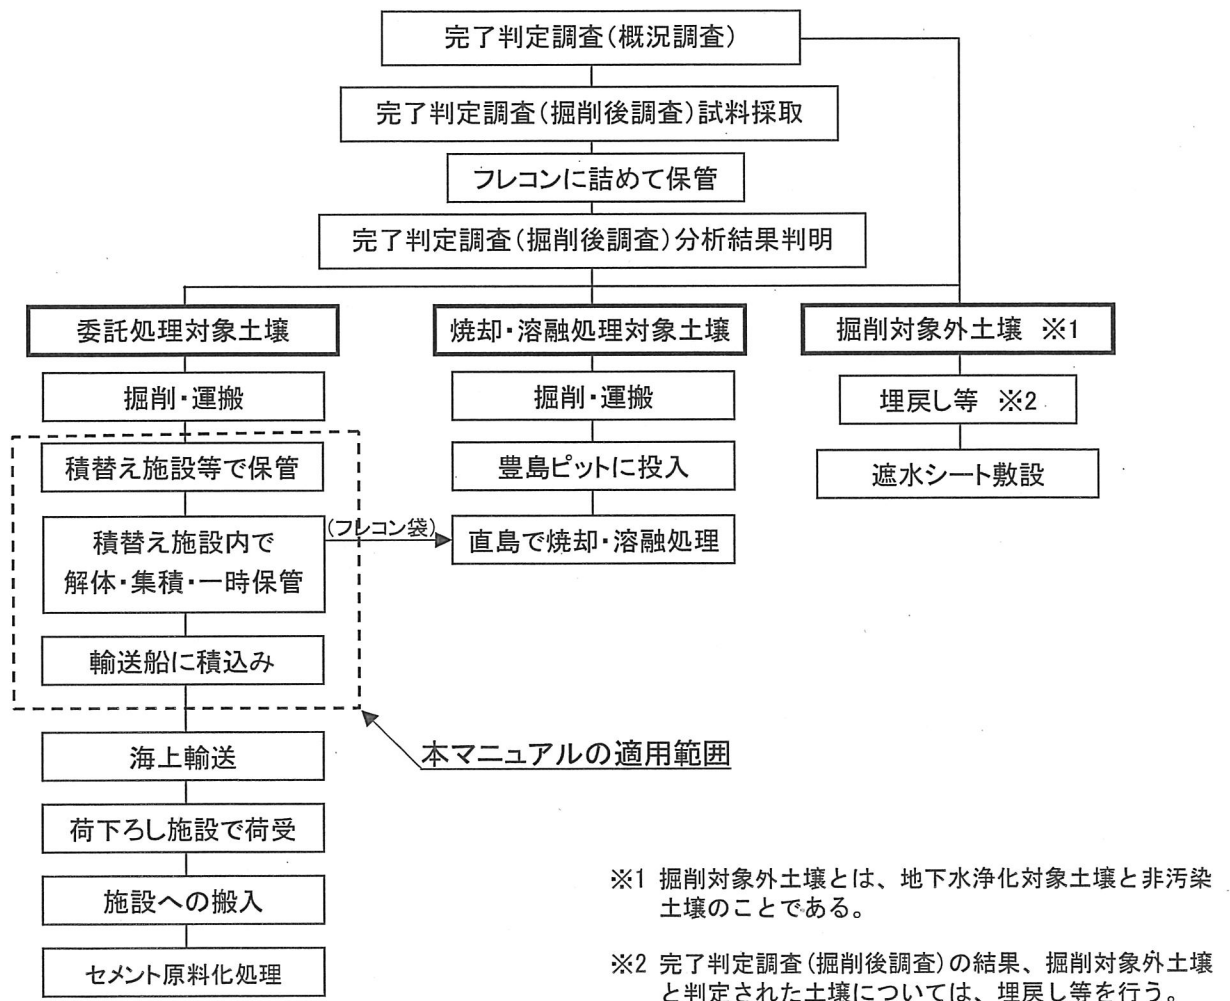 完了判定調査(概況調査)
完了判定調査(掘削後調査)試料採取
フレコンに詰めて保管
完了判定調査(掘削後調査)分析結果判明
委託処理対象土壌
掘削・運搬
積替え施設等で保管
積替え施設内で
解体・集積・一時保管
(フレコン袋)
輸送船に積込み
海上輸送
荷下ろし施設で荷受
施設への搬入
セメント原料化処理
焼却・溶融処理対象土壌
掘削・運搬
豊島ピットに投入
直島で焼却・溶融処理
掘削対象外土壌 ※1
埋戻し等 ※2
遮水シート敷設
本マニュアルの適用範囲
※1 掘削対象外土壌とは、地下水浄化対象土壌と非汚染
土壌のことである。
※2 完了判定調査(掘削後調査)の結果、掘削対象外土壌
と判定された土壌については、埋戻し等を行う。